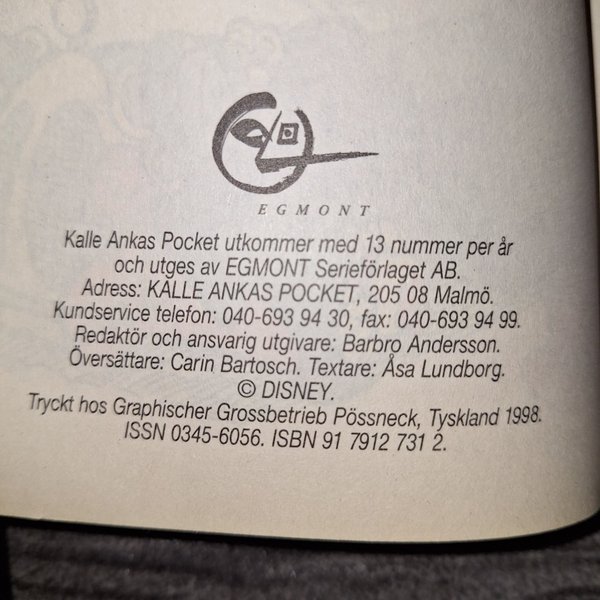 EGMONT
Kalle Ankas Pocket utkommer med 13 nummer per år
och utges av EGMONT Serieförlaget AB.
Adress: KALLE ANKAS POCKET, 205 08 Malmö.
Kundservice telefon: 040-693 94 30, fax: 040-693 94 99.
Redaktör och ansvarig utgivare: Barbro Andersson.
Översättare: Carin Bartosch. Textare: Åsa Lundborg.
© DISNEY.
Tryckt hos Graphischer Grossbetrieb Pössneck, Tyskland 1998.
ISSN 0345-6056. ISBN 91 7912 731 2.